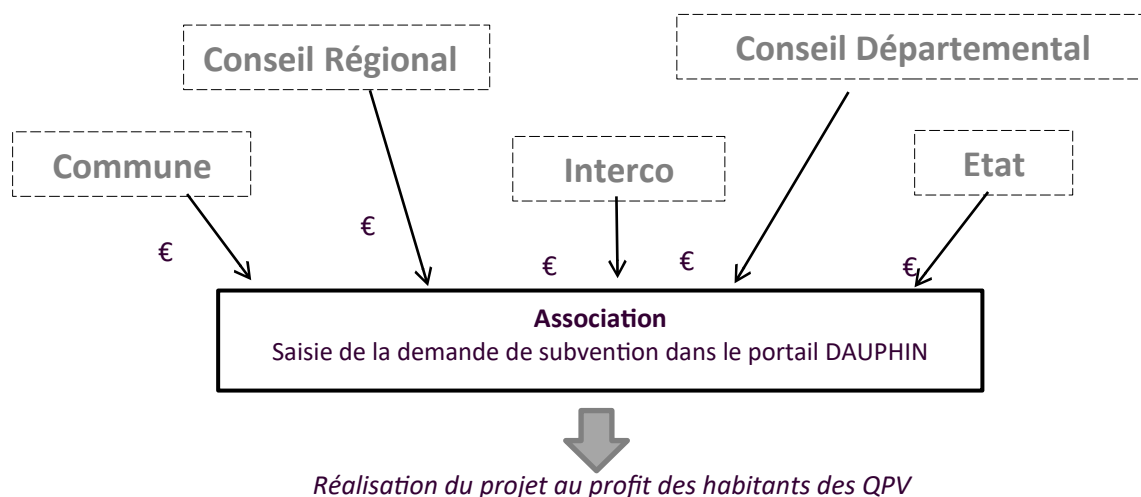 Conseil Régional
Conseil Départemental
Commune
Interco
Etat
€
€
€
€
€
Association
Saisie de la demande de subvention dans le portail DAUPHIN
Réalisation du projet au profit des habitants des QPV